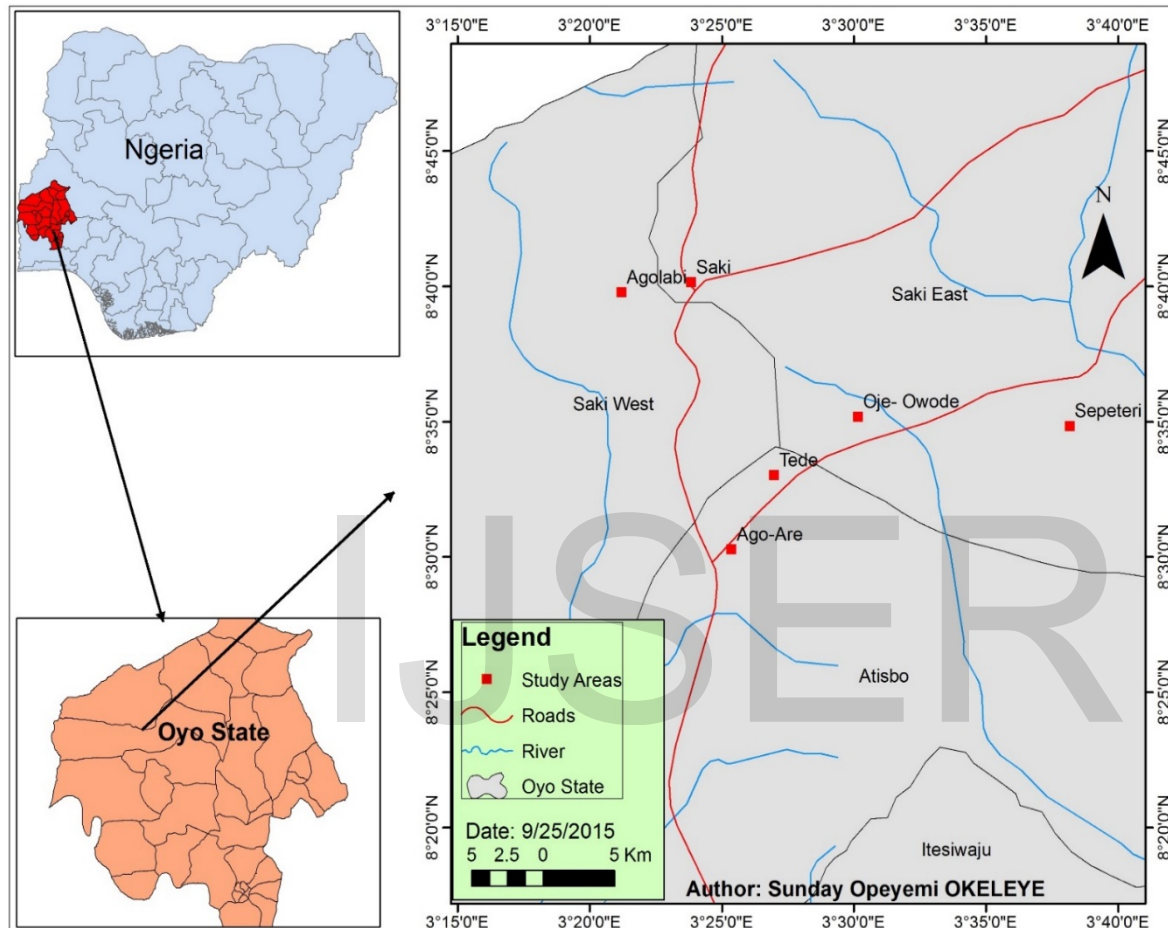 Ngeria
Oyo State
3°15'0"E
3°20'0"E
3°25'0"E
3°30'0"E
3°35'0"E
3°40'0"E
8°45'0"N
8°40'0"N
8°35'0"N
8°30'0"N
8°25'0"N
8°20'0"N
8°45'0"N
8°40'0"N
8°35'0"N
8°30'0"N
8°25'0"N
8°20'0"N
N
Agolabi
Saki
Saki East
Saki West
Oje- Owode
Sepeteri
Tede
Ago-Are
IJSER
Atisbo
Itesiwaju
Legend
Study Areas
Roads
River
Oyo State
Date: 9/25/2015
5 2.5 0 5 Km
Author: Sunday Opeyemi OKELEYE
3°15'0"E
3°20'0"E
3°25'0"E
3°30'0"E
3°35'0"E
3°40'0"E